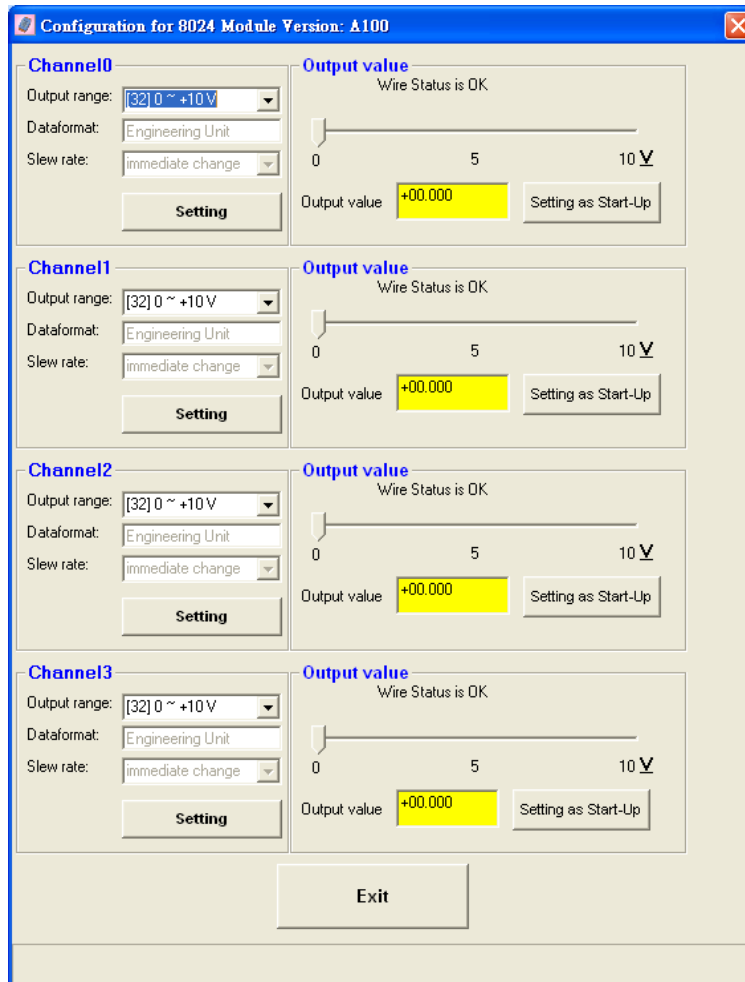 Configuration for 8024 Module Version: A100
Channel0
Output range: [32] 0 ~ +10 V
Dataformat: Engineering Unit
Slew rate: immediate change
Setting
Output value
Wire Status is OK
0 5 10 V
Output value +00.000 Setting as Start-Up
Channel1
Output range: [32] 0 ~ +10 V
Dataformat: Engineering Unit
Slew rate: immediate change
Setting
Output value
Wire Status is OK
0 5 10 V
Output value +00.000 Setting as Start-Up
Channel2
Output range: [32] 0 ~ +10 V
Dataformat: Engineering Unit
Slew rate: immediate change
Setting
Output value
Wire Status is OK
0 5 10 V
Output value +00.000 Setting as Start-Up
Channel3
Output range: [32] 0 ~ +10 V
Dataformat: Engineering Unit
Slew rate: immediate change
Setting
Output value
Wire Status is OK
0 5 10 V
Output value +00.000 Setting as Start-Up
Exit